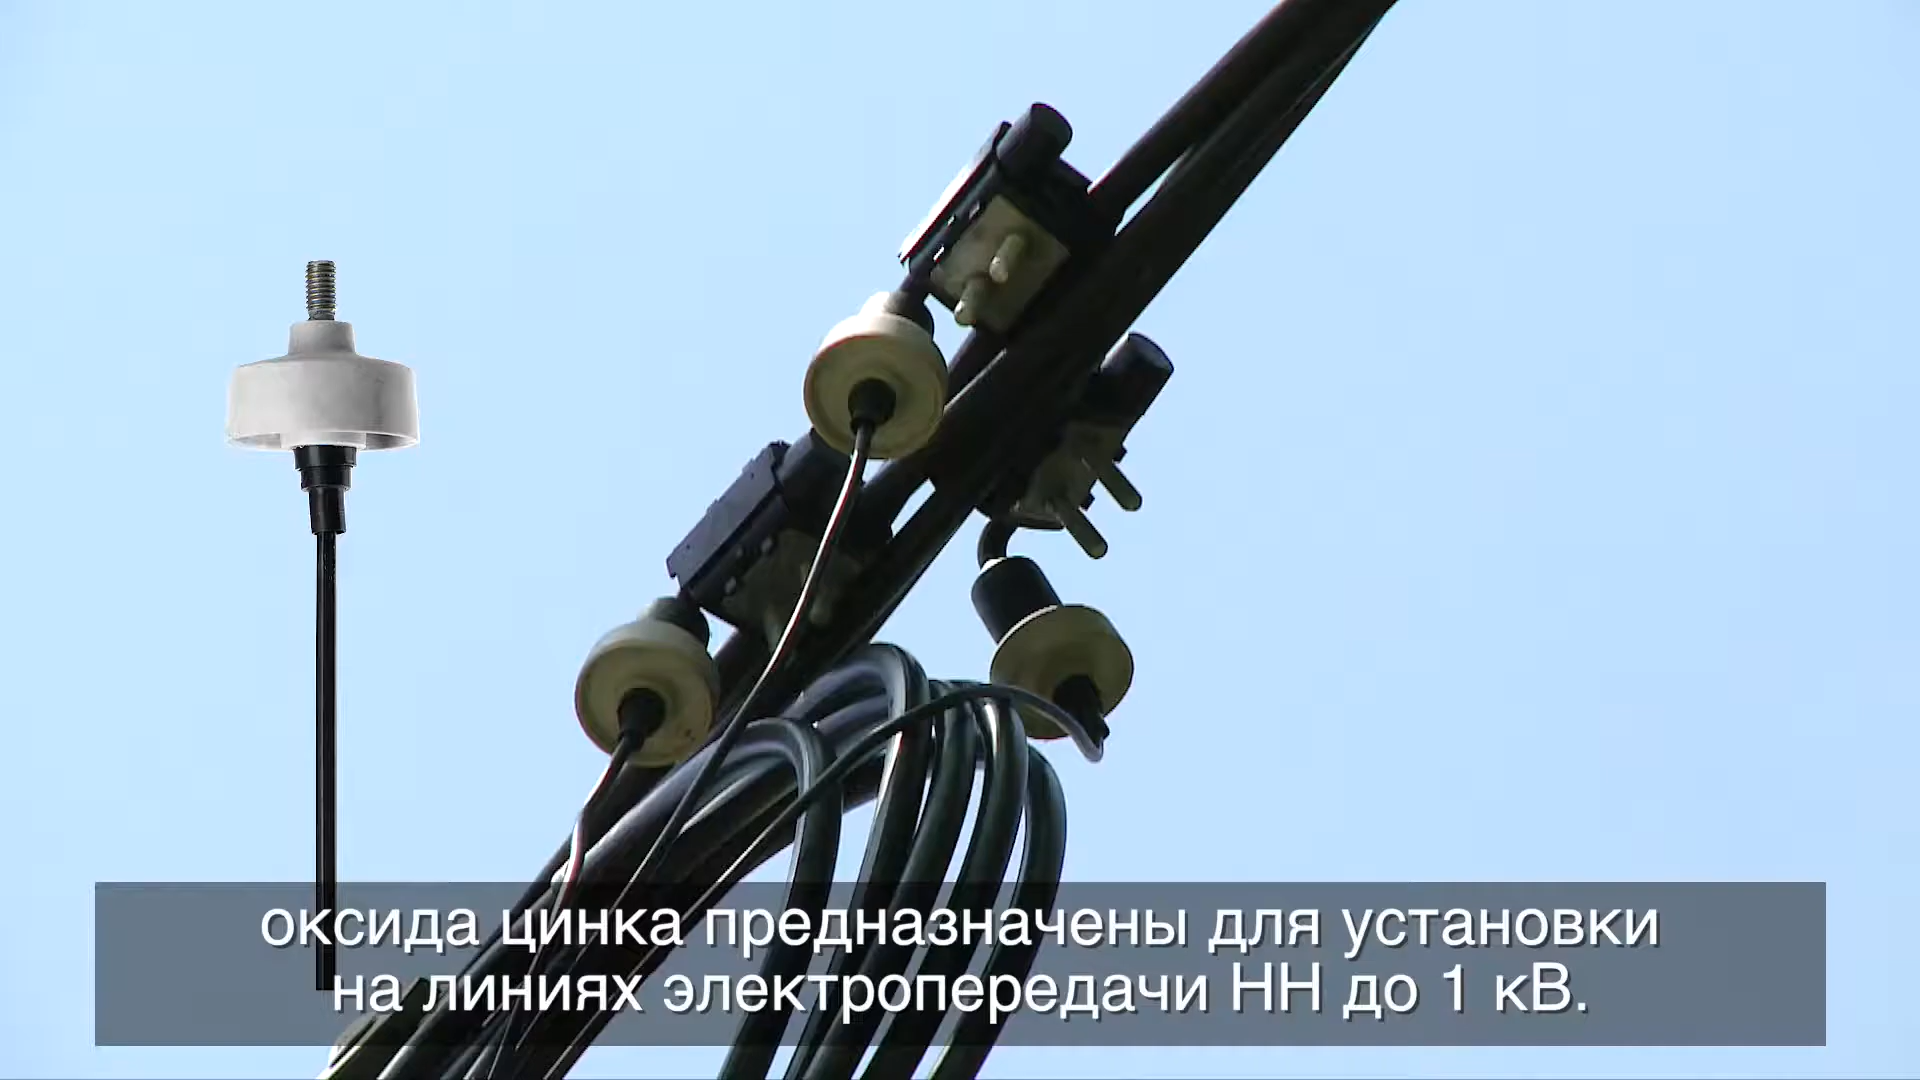 оксида цинка предназначены для установки
на линиях электропередачи НН до 1 кВ.